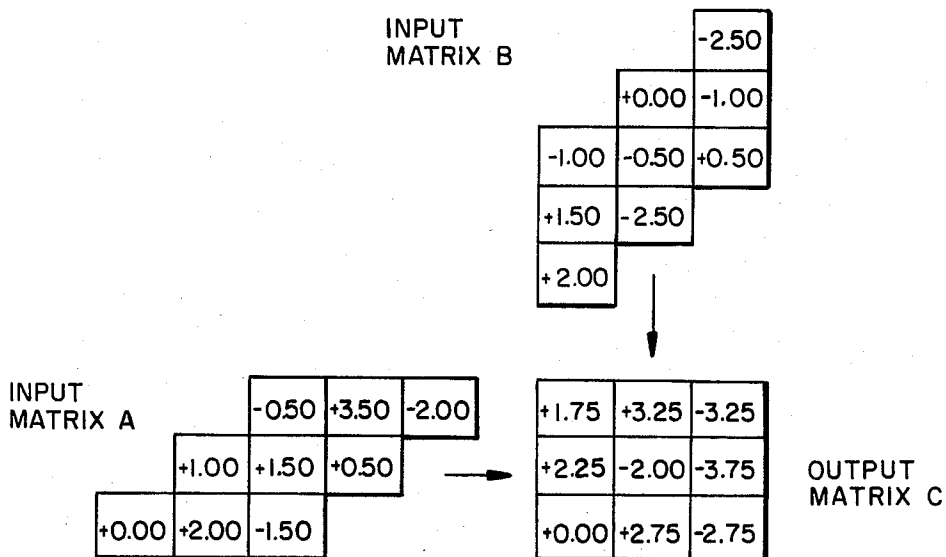 INPUT
MATRIX B
-2.50
+0.00 -1.00
-1.00 -0.50 +0.50
+1.50 -2.50
+2.00
INPUT
MATRIX A
-0.50 +3.50 -2.00
+1.00 +1.50 +0.50
+0.00 +2.00 -1.50
+1.75 +3.25 -3.25
+2.25 -2.00 -3.75
+0.00 +2.75 -2.75
OUTPUT
MATRIX C